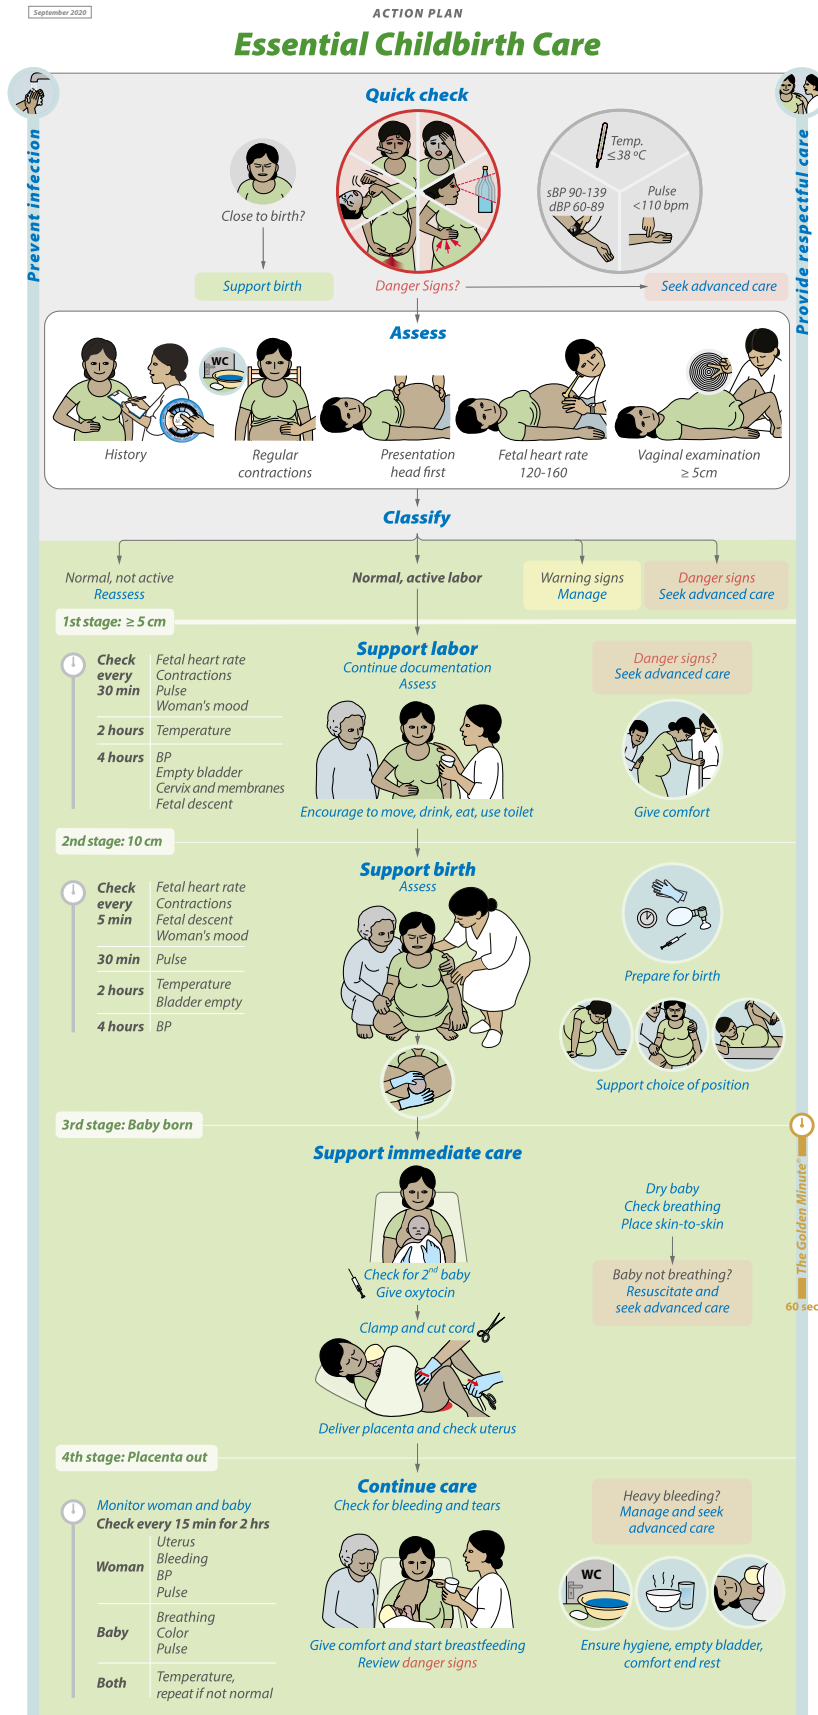 September 2020
ACTION PLAN
Essential Childbirth Care
Prevent infection
Provide respectful care
Quick check
Temp.
≤38 ºC
sBP 90-139
dBP 60-89
Pulse
<110 bpm
Close to birth?
Support birth
Danger Signs?
Seek advanced care
Assess
WC
History
Regular
contractions
Presentation
head first
Fetal heart rate
120-160
Vaginal examination
≥ 5cm
Classify
Normal, not active
Reassess
Normal, active labor
Warning signs
Manage
Danger signs
Seek advanced care
1st stage: ≥ 5 cm
Support labor
Continue documentation
Assess
Danger signs?
Seek advanced care
Check
every
30 min
Fetal heart rate
Contractions
Pulse
Woman's mood
2 hours
Temperature
4 hours
BP
Empty bladder
Cervix and membranes
Fetal descent
Encourage to move, drink, eat, use toilet
Give comfort
2nd stage: 10 cm
Support birth
Assess
Check
every
5 min
Fetal heart rate
Contractions
Fetal descent
Woman's mood
30 min
Pulse
2 hours
Temperature
Bladder empty
4 hours
BP
Prepare for birth
Support choice of position
3rd stage: Baby born
Support immediate care
Check for 2nd baby
Give oxytocin
Clamp and cut cord
Deliver placenta and check uterus
Dry baby
Check breathing
Place skin-to-skin
Baby not breathing?
Resuscitate and
seek advanced care
The Golden Minute®
60 sec
4th stage: Placenta out
Continue care
Check for bleeding and tears
Heavy bleeding?
Manage and seek
advanced care
Monitor woman and baby
Check every 15 min for 2 hrs
Woman
Uterus
Bleeding
BP
Pulse
Baby
Breathing
Color
Pulse
Both
Temperature,
repeat if not normal
Give comfort and start breastfeeding
Review danger signs
WC
Ensure hygiene, empty bladder,
comfort end rest